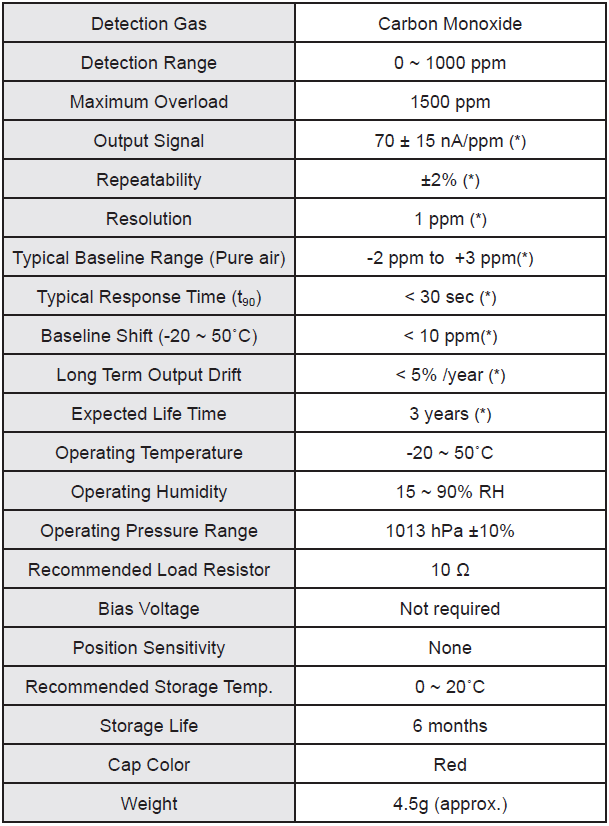 Detection Gas Carbon Monoxide
Detection Range 0 ~ 1000 ppm
Maximum Overload 1500 ppm
Output Signal 70 ± 15 nA/ppm (*)
Repeatability ±2% (*)
Resolution 1 ppm (*)
Typical Baseline Range (Pure air) -2 ppm to +3 ppm(*)
Typical Response Time (t90) < 30 sec (*)
Baseline Shift (-20 ~ 50˚C) < 10 ppm(*)
Long Term Output Drift < 5% /year (*)
Expected Life Time 3 years (*)
Operating Temperature -20 ~ 50˚C
Operating Humidity 15 ~ 90% RH
Operating Pressure Range 1013 hPa ±10%
Recommended Load Resistor 10 Ω
Bias Voltage Not required
Position Sensitivity None
Recommended Storage Temp. 0 ~ 20˚C
Storage Life 6 months
Cap Color Red
Weight 4.5g (approx.)